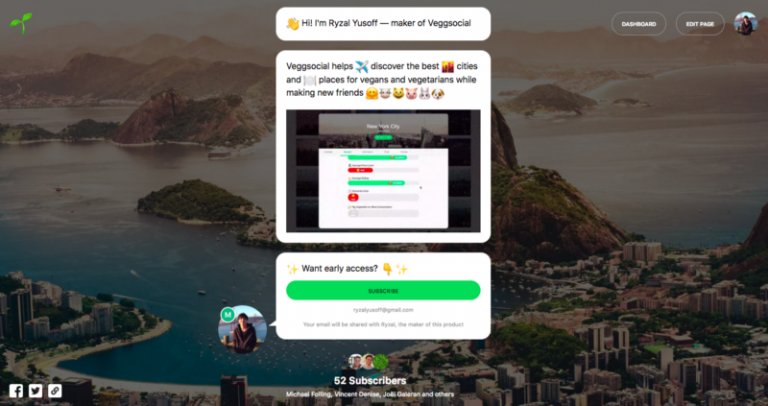 DASHBOARD
EDIT PAGE
👋 Hi! I'm Ryzal Yusoff — maker of Veggsocial
Veggsocial helps ✈️ discover the best 🌇 cities
and 🍽 places for vegans and vegetarians while
making new friends 🤗🐮😸🐷🐰🐶
New York City
✨ Want early access? 👇 ✨
SUBSCRIBE
ryzalyusoff@gmail.com
Your email will be shared with Ryzal, the maker of this product
M
52 Subscribers
Michael Folling, Vincent Denise, Joël Galeran and others